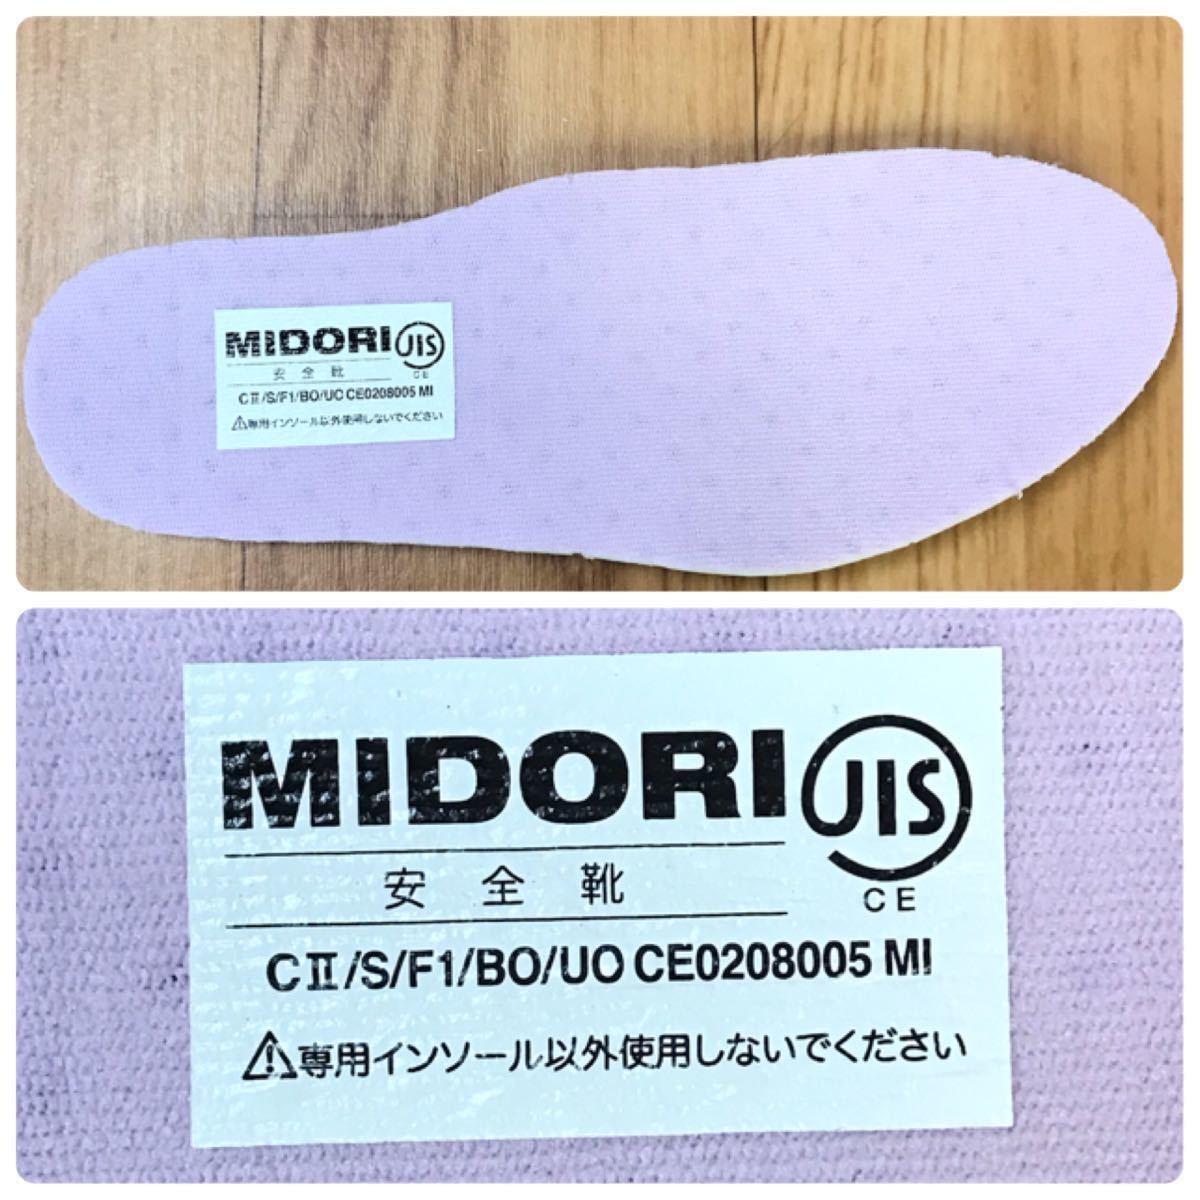 MIDORI JIS
安全靴 CE
CⅡ/S/F1/BO/UO CE0208005 MI
⚠専用インソール以外使用しないでください
MIDORI JIS
安全靴 CE
CⅡ/S/F1/BO/UO CE0208005 MI
⚠専用インソール以外使用しないでください